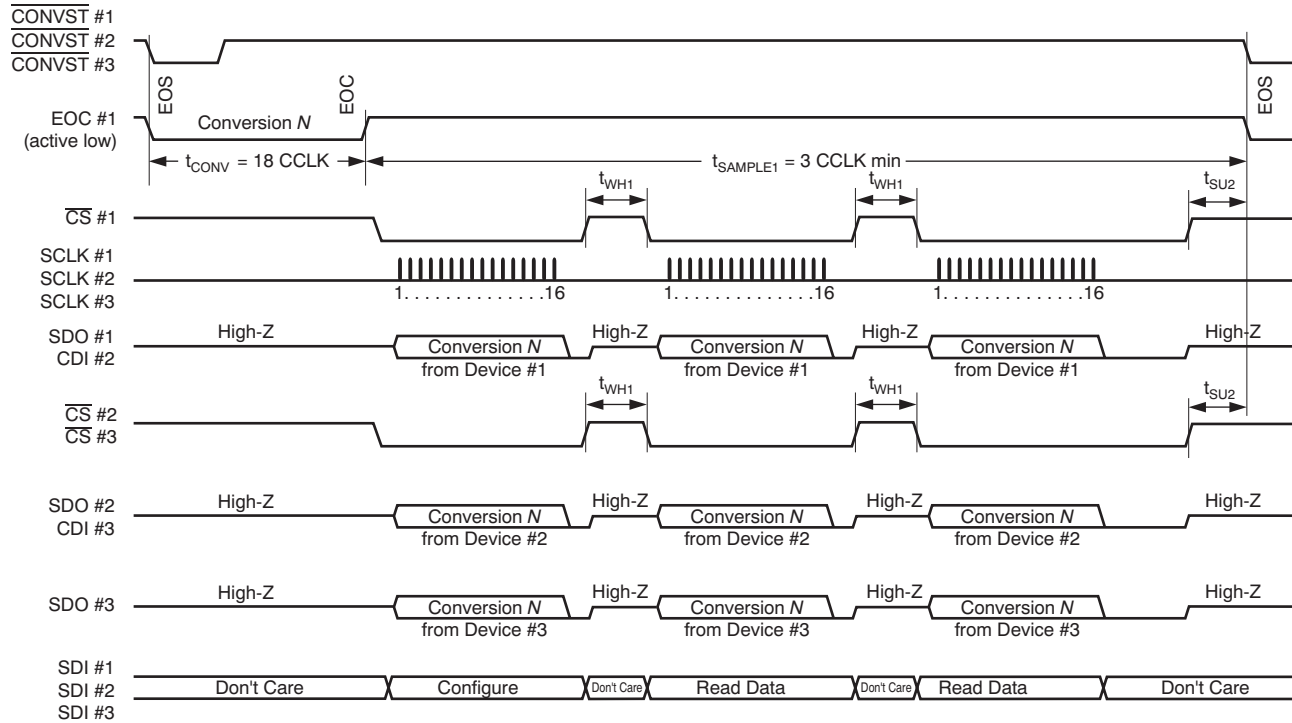 CONVST #1
CONVST #2
CONVST #3
EOS
EOC
EOS
EOC #1
(active low)
Conversion N
tCONV = 18 CCLK
tSAMPLE1 = 3 CCLK min
tWH1
tWH1
tSU2
CS #1
SCLK #1
SCLK #2
SCLK #3
1. . . . . . . . . . . . . .16
1. . . . . . . . . . . . . .16
1. . . . . . . . . . . . . .16
SDO #1
CDI #2
High-Z
Conversion N
from Device #1
High-Z
Conversion N
from Device #1
High-Z
Conversion N
from Device #1
High-Z
tWH1
tWH1
tSU2
CS #2
CS #3
SDO #2
CDI #3
High-Z
Conversion N
from Device #2
High-Z
Conversion N
from Device #2
High-Z
Conversion N
from Device #2
High-Z
SDO #3
High-Z
Conversion N
from Device #3
High-Z
Conversion N
from Device #3
High-Z
Conversion N
from Device #3
High-Z
SDI #1
SDI #2
SDI #3
Don't Care
Configure
Don't Care
Read Data
Don't Care
Read Data
Don't Care